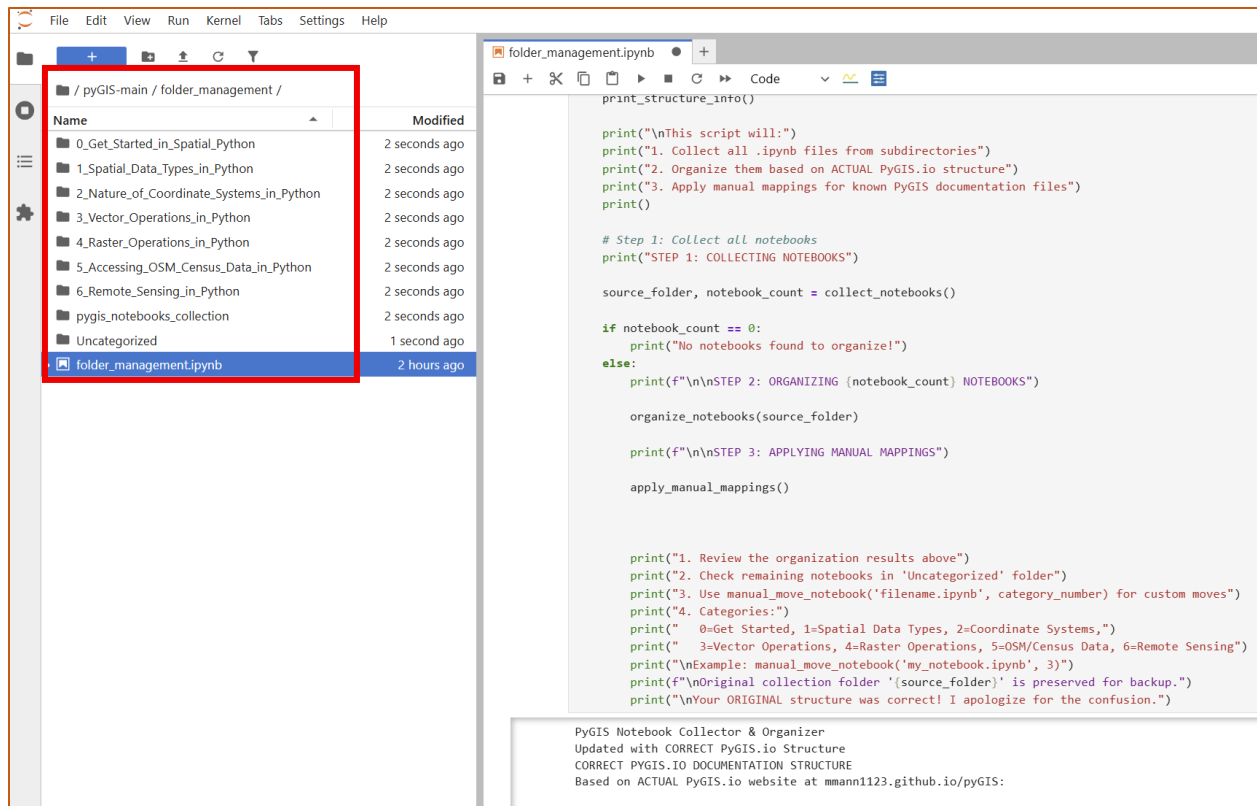 File Edit View Run Kernel Tabs Settings Help
folder_management.ipynb
Code
/ pyGIS-main / folder_management /
Name Modified
0_Get_Started_in_Spatial_Python 2 seconds ago
1_Spatial_Data_Types_in_Python 2 seconds ago
2_Nature_of_Coordinate_Systems_in_Python 2 seconds ago
3_Vector_Operations_in_Python 2 seconds ago
4_Raster_Operations_in_Python 2 seconds ago
5_Accessing_OSM_Census_Data_in_Python 2 seconds ago
6_Remote_Sensing_in_Python 2 seconds ago
pygis_notebooks_collection 2 seconds ago
Uncategorized 1 second ago
folder_management.ipynb 2 hours ago
print_structure_info()
print("\nThis script will:")
print("1. Collect all .ipynb files from subdirectories")
print("2. Organize them based on ACTUAL PyGIS.io structure")
print("3. Apply manual mappings for known PyGIS documentation files")
print()
# Step 1: Collect all notebooks
print("STEP 1: COLLECTING NOTEBOOKS")
source_folder, notebook_count = collect_notebooks()
if notebook_count == 0:
print("No notebooks found to organize!")
else:
print(f"\n\nSTEP 2: ORGANIZING {notebook_count} NOTEBOOKS")
organize_notebooks(source_folder)
print(f"\n\nSTEP 3: APPLYING MANUAL MAPPINGS")
apply_manual_mappings()
print("1. Review the organization results above")
print("2. Check remaining notebooks in 'Uncategorized' folder")
print("3. Use manual_move_notebook('filename.ipynb', category_number) for custom moves")
print("4. Categories:")
print("   0=Get Started, 1=Spatial Data Types, 2=Coordinate Systems,")
print("   3=Vector Operations, 4=Raster Operations, 5=OSM/Census Data, 6=Remote Sensing")
print("\nExample: manual_move_notebook('my_notebook.ipynb', 3)")
print(f"\nOriginal collection folder '{source_folder}' is preserved for backup.")
print("\nYour ORIGINAL structure was correct! I apologize for the confusion.")
PyGIS Notebook Collector & Organizer
Updated with CORRECT PyGIS.io Structure
CORRECT PYGIS.IO DOCUMENTATION STRUCTURE
Based on ACTUAL PyGIS.io website at mmann1123.github.io/pyGIS: